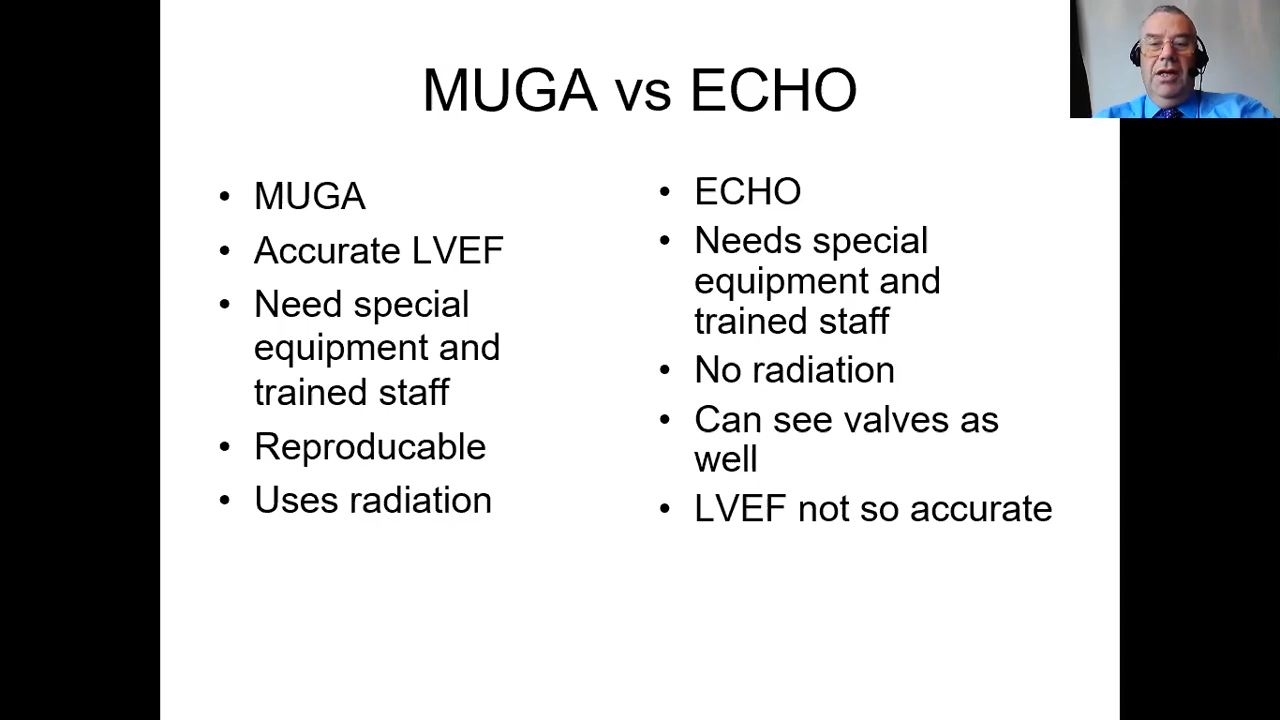 MUGA vs ECHO
• MUGA
• Accurate LVEF
• Need special
equipment and
trained staff
• Reproducable
• Uses radiation
• ECHO
• Needs special
equipment and
trained staff
• No radiation
• Can see valves as
well
• LVEF not so accurate